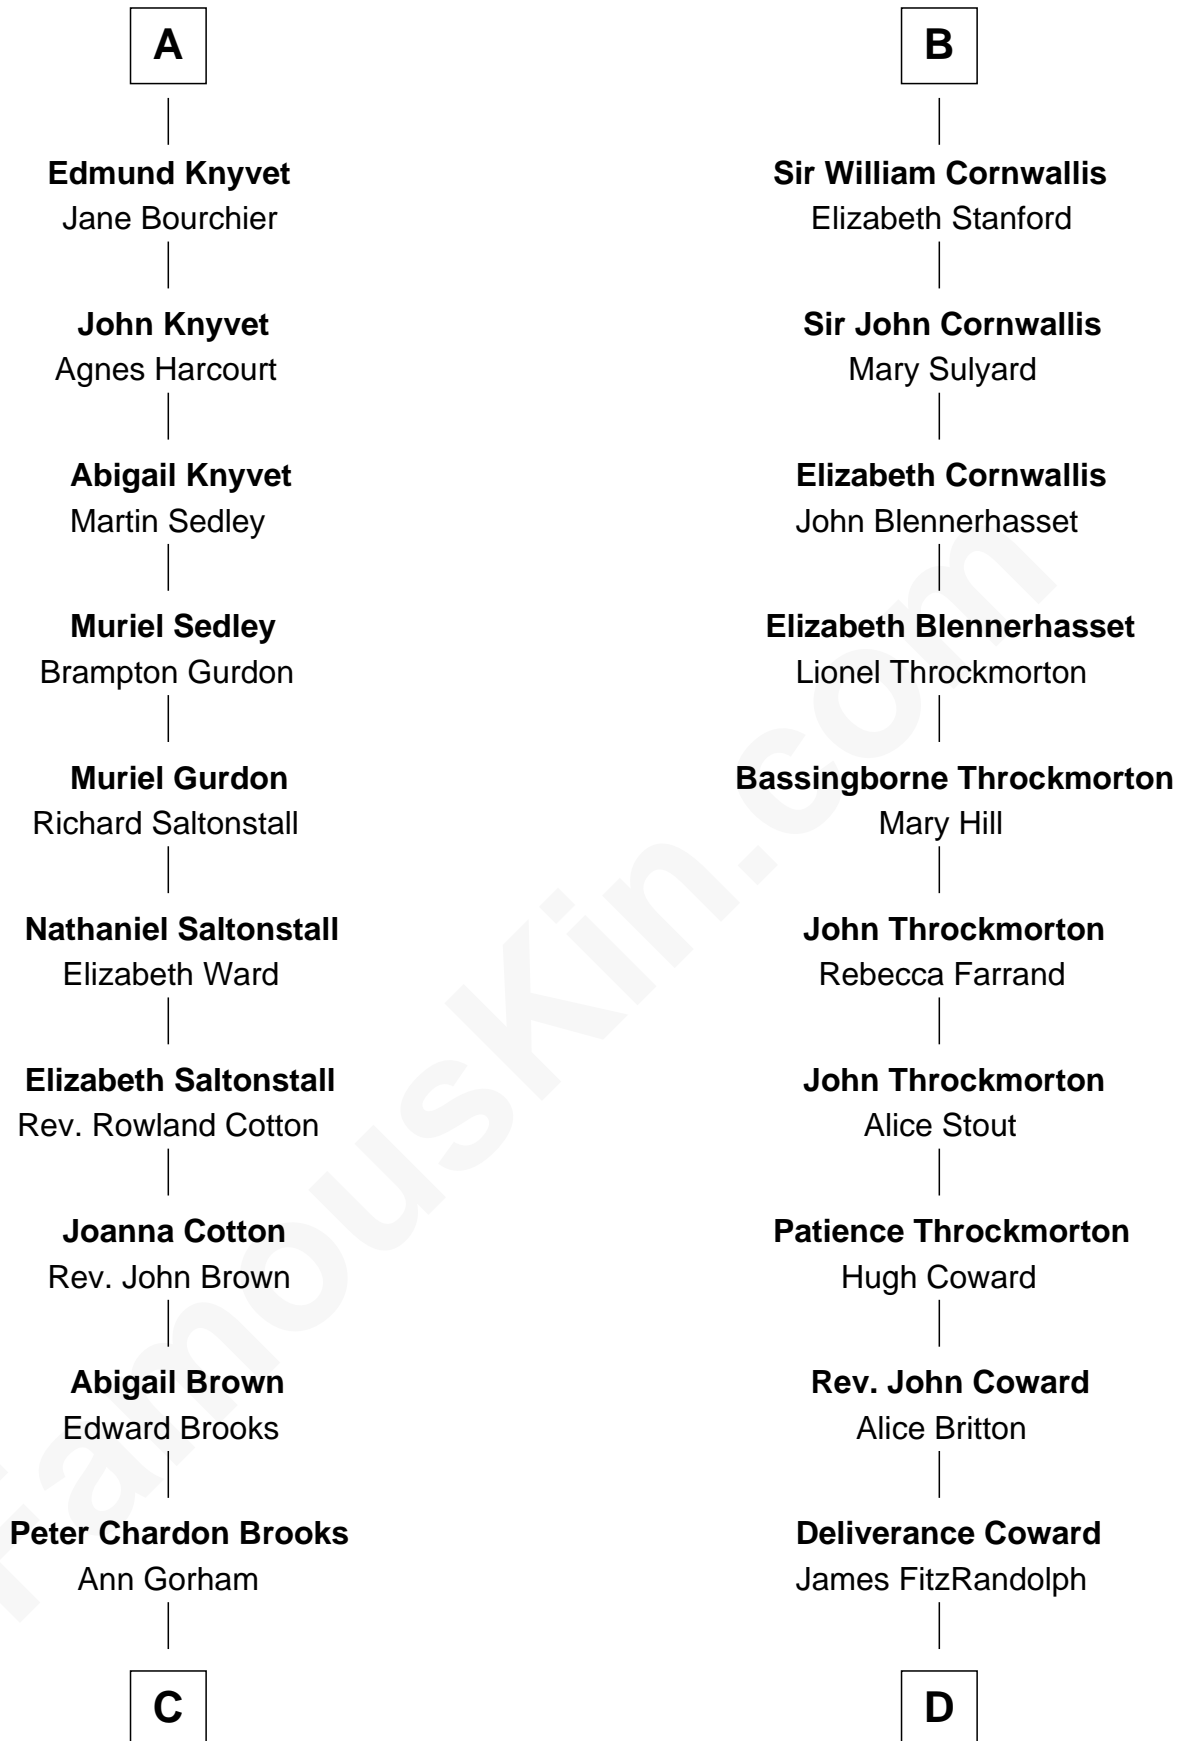 A
Edmund Knyvet
Jane Bourchier
John Knyvet
Agnes Harcourt
Abigail Knyvet
Martin Sedley
Muriel Sedley
Brampton Gurdon
Muriel Gurdon
Richard Saltonstall
Nathaniel Saltonstall
Elizabeth Ward
Elizabeth Saltonstall
Rev. Rowland Cotton
Joanna Cotton
Rev. John Brown
Abigail Brown
Edward Brooks
Peter Chardon Brooks
Ann Gorham
C
B
Sir William Cornwallis
Elizabeth Stanford
Sir John Cornwallis
Mary Sulyard
Elizabeth Cornwallis
John Blennerhasset
Elizabeth Blennerhasset
Lionel Throckmorton
Bassingborne Throckmorton
Mary Hill
John Throckmorton
Rebecca Farrand
John Throckmorton
Alice Stout
Patience Throckmorton
Hugh Coward
Rev. John Coward
Alice Britton
Deliverance Coward
James FitzRandolph
D
FamousKin.com